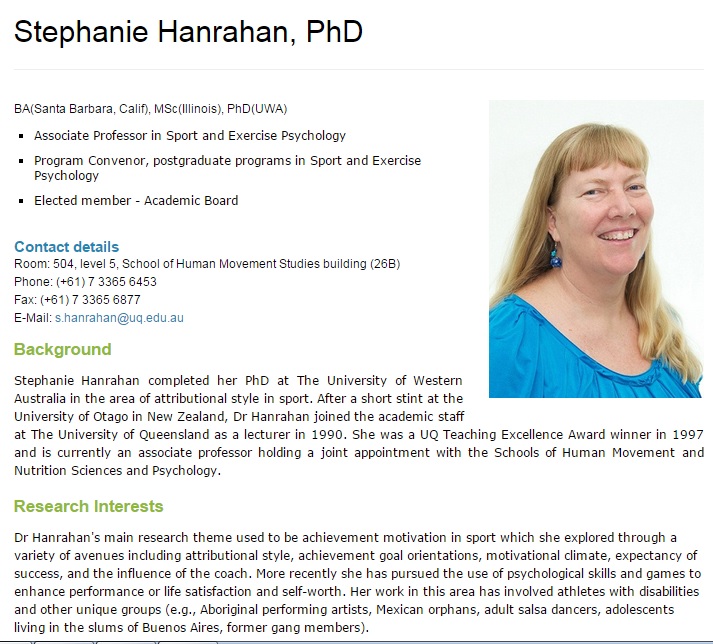 Stephanie Hanrahan, PhD
BA(Santa Barbara, Calif), MSc(Illinois), PhD(UWA)
Associate Professor in Sport and Exercise Psychology
Program Convenor, postgraduate programs in Sport and Exercise
Psychology
Elected member - Academic Board
Contact details
Room: 504, level 5, School of Human Movement Studies building (26B)
Phone: (+61) 7 3365 6453
Fax: (+61) 7 3365 6877
E-Mail: s.hanrahan@uq.edu.au
Background
Stephanie Hanrahan completed her PhD at The University of Western
Australia in the area of attributional style in sport. After a short stint at the
University of Otago in New Zealand, Dr Hanrahan joined the academic staff
at The University of Queensland as a lecturer in 1990. She was a UQ Teaching Excellence Award winner in 1997
and is currently an associate professor holding a joint appointment with the Schools of Human Movement and
Nutrition Sciences and Psychology.
Research Interests
Dr Hanrahan's main research theme used to be achievement motivation in sport which she explored through a
variety of avenues including attributional style, achievement goal orientations, motivational climate, expectancy of
success, and the influence of the coach. More recently she has pursued the use of psychological skills and games to
enhance performance or life satisfaction and self-worth. Her work in this area has involved athletes with disabilities
and other unique groups (e.g., Aboriginal performing artists, Mexican orphans, adult salsa dancers, adolescents
living in the slums of Buenos Aires, former gang members).